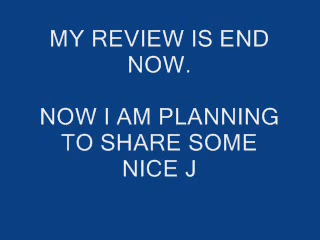 MY REVIEW IS END
NOW.
NOW I AM PLANNING
TO SHARE SOME
NICE J